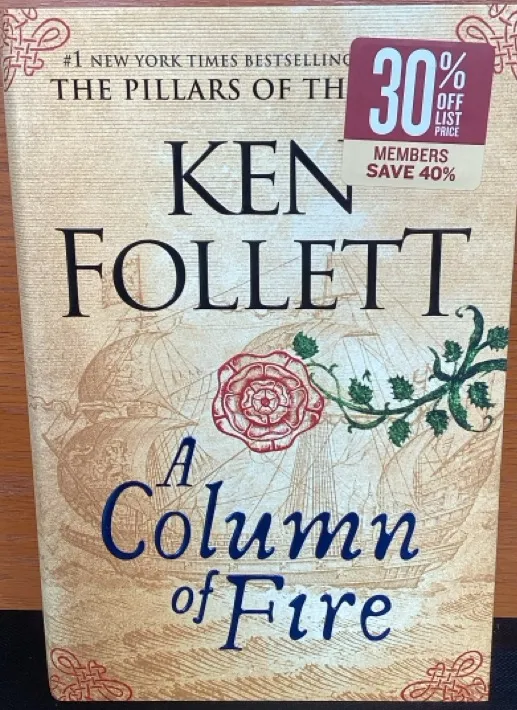 #1 NEW YORK TIMES BESTSELLING
THE PILLARS OF
30%
OFF
LIST
PRICE
MEMBERS
SAVE 40%
KEN
FOLLETT
A
Column
of Fire